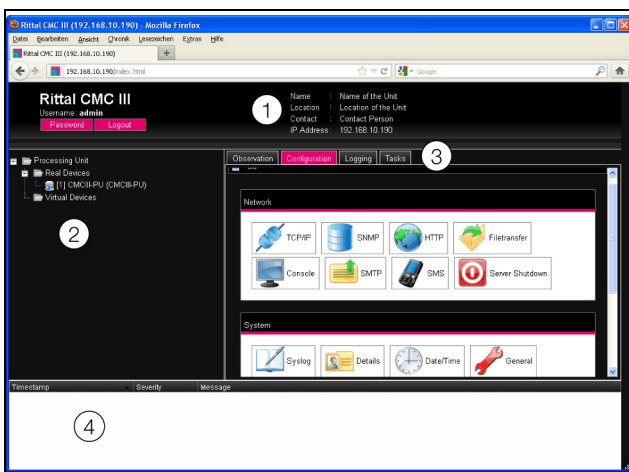 Rittal CMC III (192.168.10.190) - Mozilla Firefox
Datei Bearbeiten Ansicht Chronik Lesezeichen Extras Hilfe
Rittal CMC III (192.168.10.190) +
192.168.10.190/index.html Google
Rittal CMC III
Username: admin
Password Logout
1
Name : Name of the Unit
Location : Location of the Unit
Contact : Contact Person
IP Address : 192.168.10.190
Processing Unit
Real Devices
[1] CMCIII-PU (CMCIII-PU)
Virtual Devices
2
Observation Configuration Logging Tasks
3
Network
TCP/IP SNMP HTTP Filetransfer
Console SMTP SMS Server Shutdown
System
Syslog Details Date/Time General
Timestamp Severity Message
4